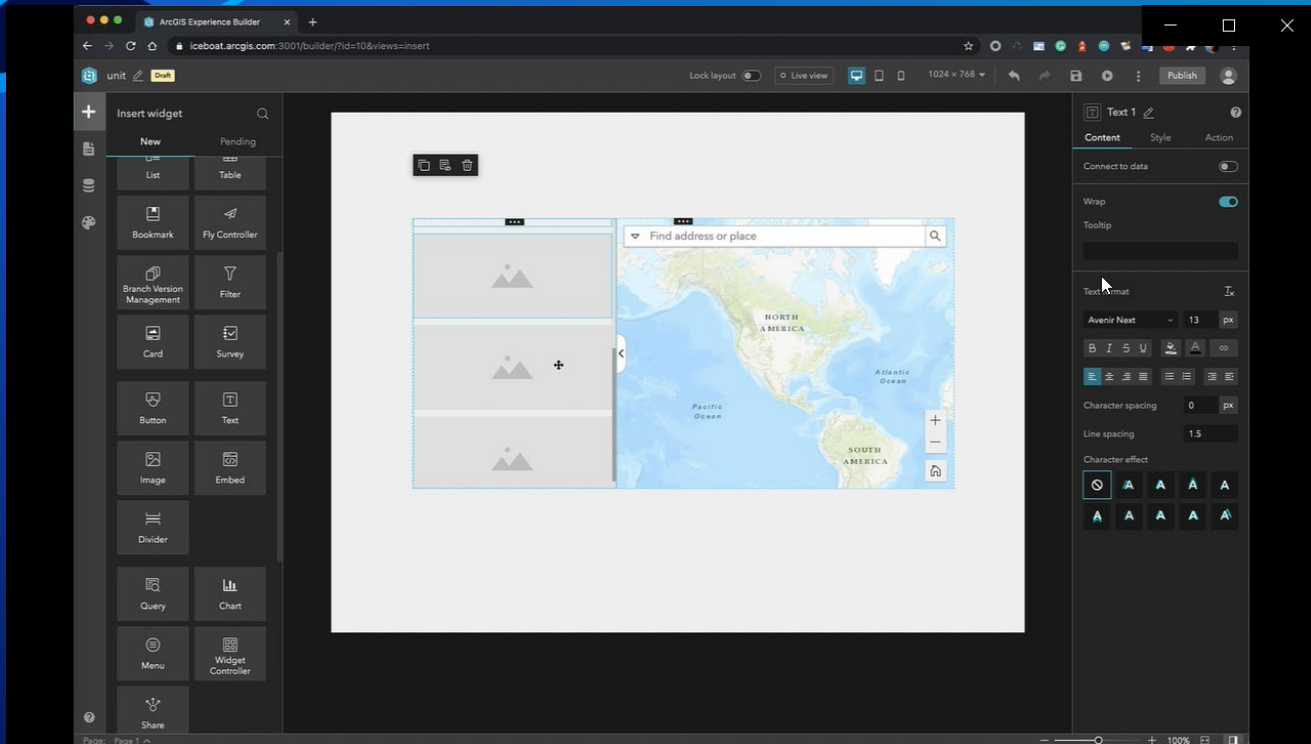 ArcGIS Experience Builder
iceboat.arcgis.com:3001/builder/?id=10&views=insert
unit Draft Lock layout Live view 1024 × 768 Publish
Insert widget
New Pending
List Table
Bookmark Fly Controller
Branch Version Management Filter
Card Survey
Button Text
Image Embed
Divider
Query Chart
Menu Widget Controller
Share
Find address or place
NORTH
AMERICA
Atlantic
Ocean
Pacific
Ocean
SOUTH
AMERICA
Text 1
Content Style Action
Connect to data
Wrap
Tooltip
Text format
Avenir Next 13 px
B I S U A
Character spacing 0 px
Line spacing 1.5
Character effect
A A A A
A A A A A
Page: Page 1 100%